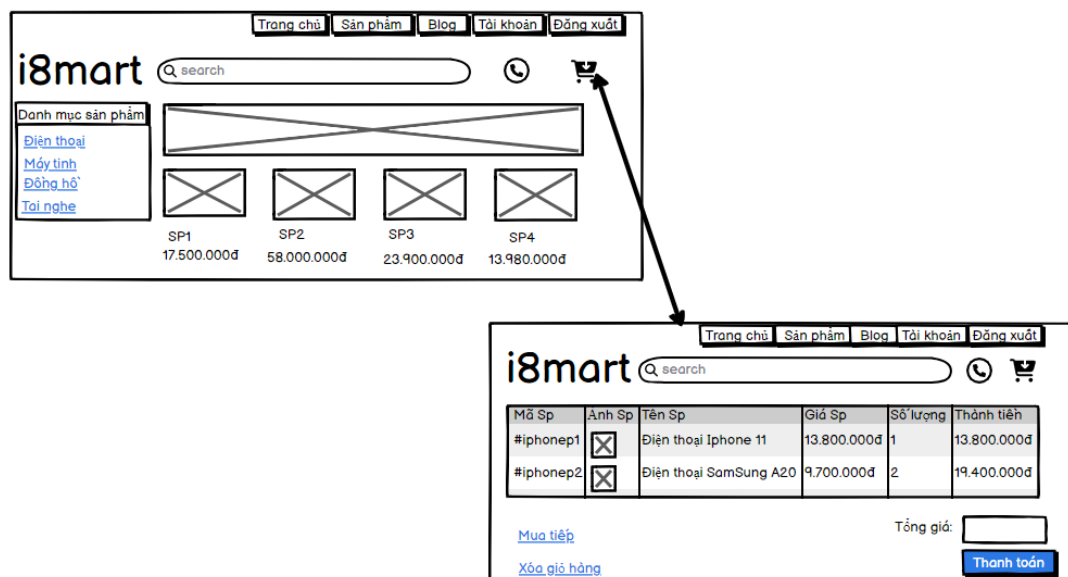 Trang chủ Sản phẩm Blog Tài khoản Đăng xuất
i8mart search
Danh mục sản phẩm
Điện thoại
Máy tinh
Đồng hồ
Tai nghe
SP1 SP2 SP3 SP4
17.500.000đ 58.000.000đ 23.900.000đ 13.980.000đ
Trang chủ Sản phẩm Blog Tài khoản Đăng xuất
i8mart search
Mã Sp Ảnh Sp Tên Sp Giá Sp Số lượng Thành tiền
#iphonep1 Điện thoại Iphone 11 13.800.000đ 1 13.800.000đ
#iphonep2 Điện thoại SamSung A20 9.700.000đ 2 19.400.000đ
Tổng giá:
Mua tiếp
Thanh toán
Xóa giỏ hàng